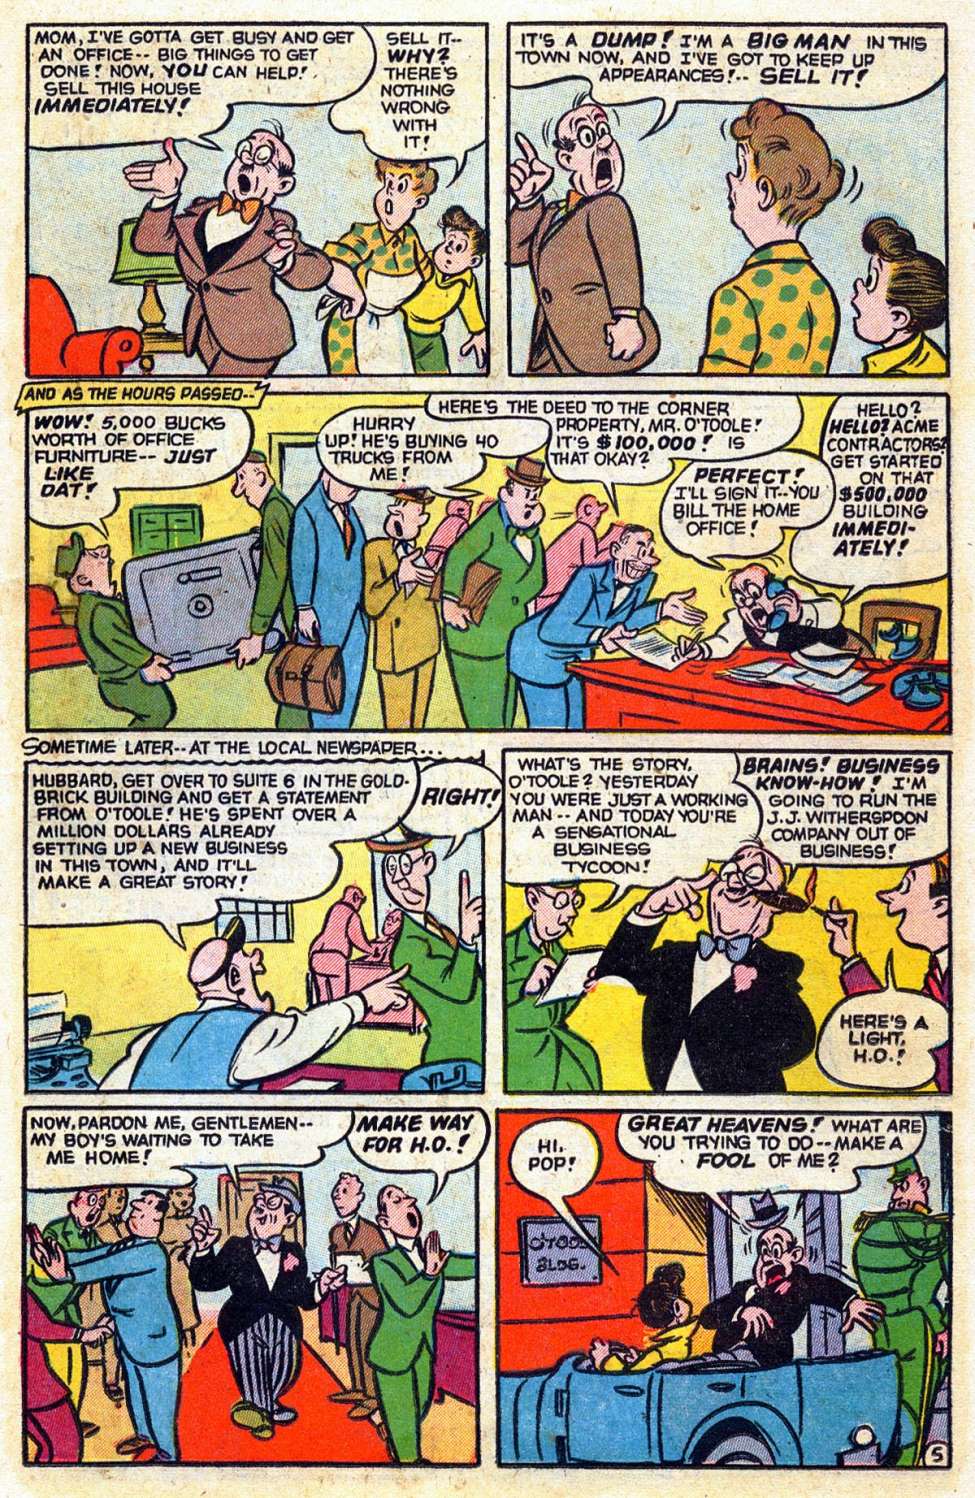 MOM, I'VE GOTTA GET BUSY AND GET
AN OFFICE-- BIG THINGS TO GET
DONE! NOW, YOU CAN HELP!
SELL THIS HOUSE
IMMEDIATELY!
SELL IT--
WHY?
THERE'S
NOTHING
WRONG
WITH
IT!
IT'S A DUMP! I'M A BIG MAN IN THIS
TOWN NOW, AND I'VE GOT TO KEEP UP
APPEARANCES!-- SELL IT!
AND AS THE HOURS PASSED--
WOW! 5,000 BUCKS
WORTH OF OFFICE
FURNITURE-- JUST
LIKE
DAT!
HURRY
UP! HE'S BUYING 40
TRUCKS FROM
ME!
HERE'S THE DEED TO THE CORNER
PROPERTY, MR. O'TOOLE!
IT'S $100,000! IS
THAT OKAY?
PERFECT!
I'LL SIGN IT--YOU
BILL THE HOME
OFFICE!
HELLO?
HELLO? ACME
CONTRACTORS?
GET STARTED
ON THAT
$500,000
BUILDING
IMMEDI-
ATELY!
SOMETIME LATER-- AT THE LOCAL NEWSPAPER...
HUBBARD, GET OVER TO SUITE 6 IN THE GOLD-
BRICK BUILDING AND GET A STATEMENT
FROM O'TOOLE! HE'S SPENT OVER A
MILLION DOLLARS ALREADY
SETTING UP A NEW BUSINESS
IN THIS TOWN, AND IT'LL
MAKE A GREAT STORY!
RIGHT!
WHAT'S THE STORY,
O'TOOLE? YESTERDAY
YOU WERE JUST A WORKING
MAN -- AND TODAY YOU'RE
A SENSATIONAL
BUSINESS
TYCOON!
BRAINS! BUSINESS
KNOW-HOW! I'M
GOING TO RUN THE
J.J. WITHERSPOON
COMPANY OUT OF
BUSINESS!
HERE'S A
LIGHT,
H.O.!
NOW, PARDON ME, GENTLEMEN--
MY BOY'S WAITING TO TAKE
ME HOME!
MAKE WAY
FOR H.O.!
HI,
POP!
GREAT HEAVENS! WHAT ARE
YOU TRYING TO DO-- MAKE A
FOOL OF ME?
O'TOOLE
BLDG.
5